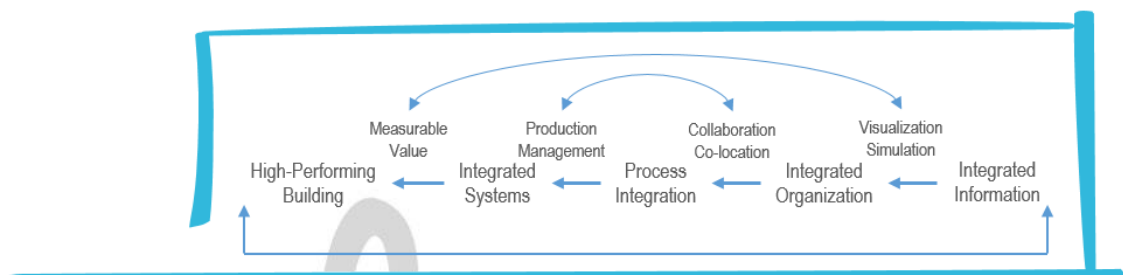 Measurable
Value
Production
Management
Collaboration
Co-location
Visualization
Simulation
High-Performing
Building
Integrated
Systems
Process
Integration
Integrated
Organization
Integrated
Information